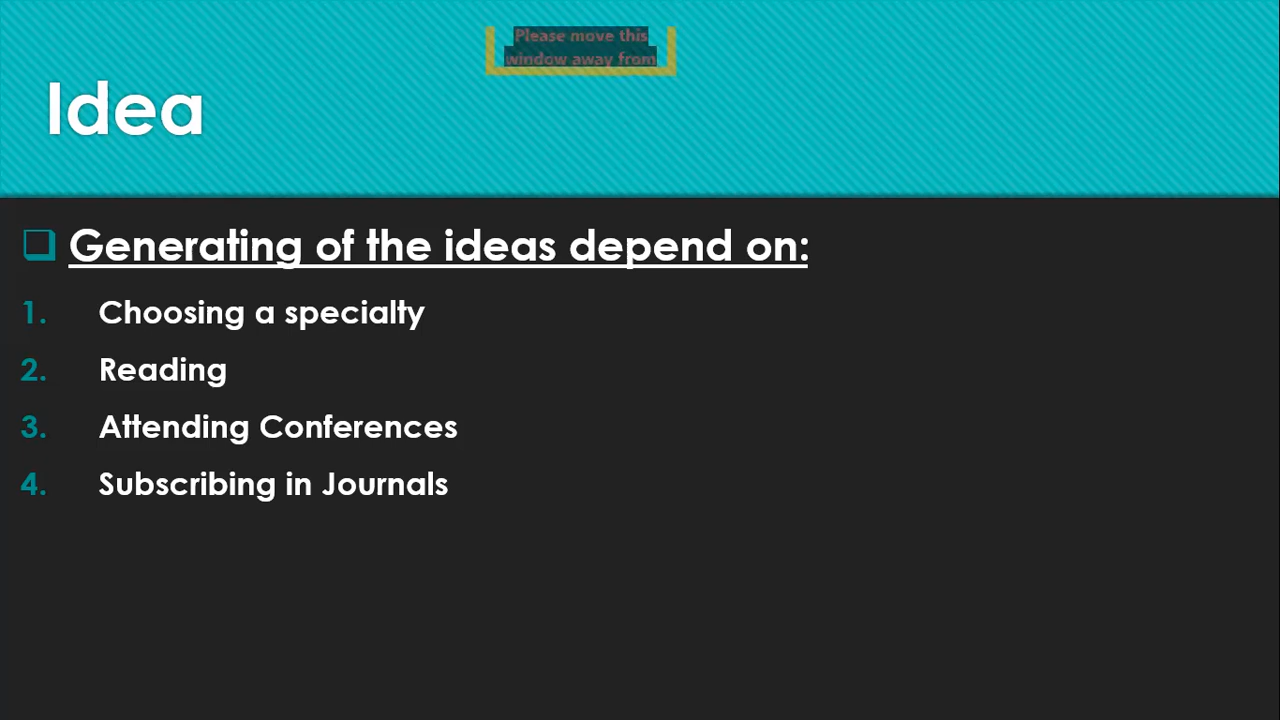 Please move this
window away from
Idea
❑ Generating of the ideas depend on:
1. Choosing a specialty
2. Reading
3. Attending Conferences
4. Subscribing in Journals